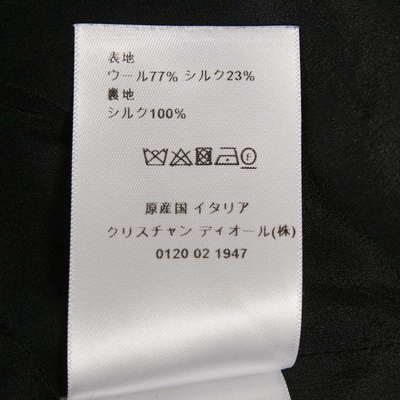 表地
ウール77% シルク23%
裏地
シルク100%
F
原産国 イタリア
クリスチャン ディオール(株)
0120 02 1947